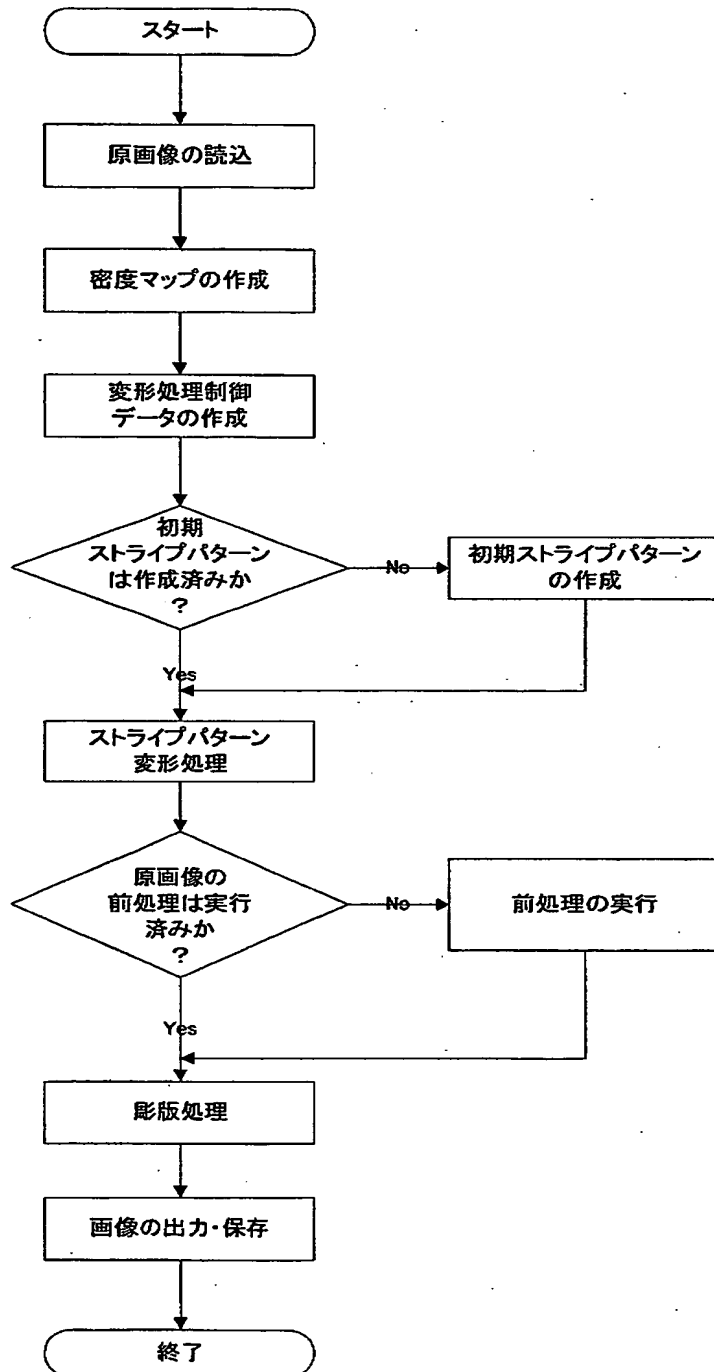 スタート
原画像の読込
密度マップの作成
変形処理制御
データの作成
初期
ストライプパターン
は作成済みか
?
No
初期ストライプパターン
の作成
Yes
ストライプパターン
変形処理
原画像の
前処理は実行
済みか
?
No
前処理の実行
Yes
彫版処理
画像の出力・保存
終了